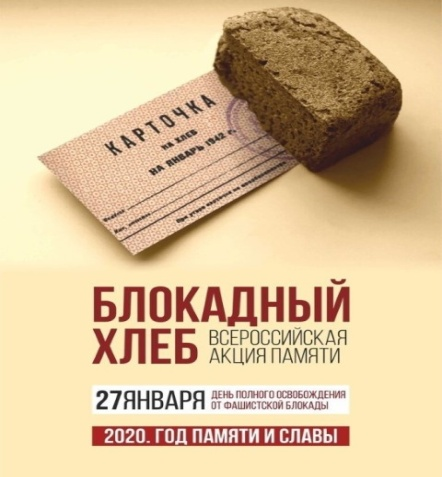 КАРТОЧКА
НА ХЛЕБ
НА ЯНВАРЬ 1942 г.
БЛОКАДНЫЙ
ХЛЕБ
ВСЕРОССИЙСКАЯ
АКЦИЯ ПАМЯТИ
27ЯНВАРЯ
ДЕНЬ ПОЛНОГО ОСВОБОЖДЕНИЯ
ОТ ФАШИСТСКОЙ БЛОКАДЫ
2020. ГОД ПАМЯТИ И СЛАВЫ